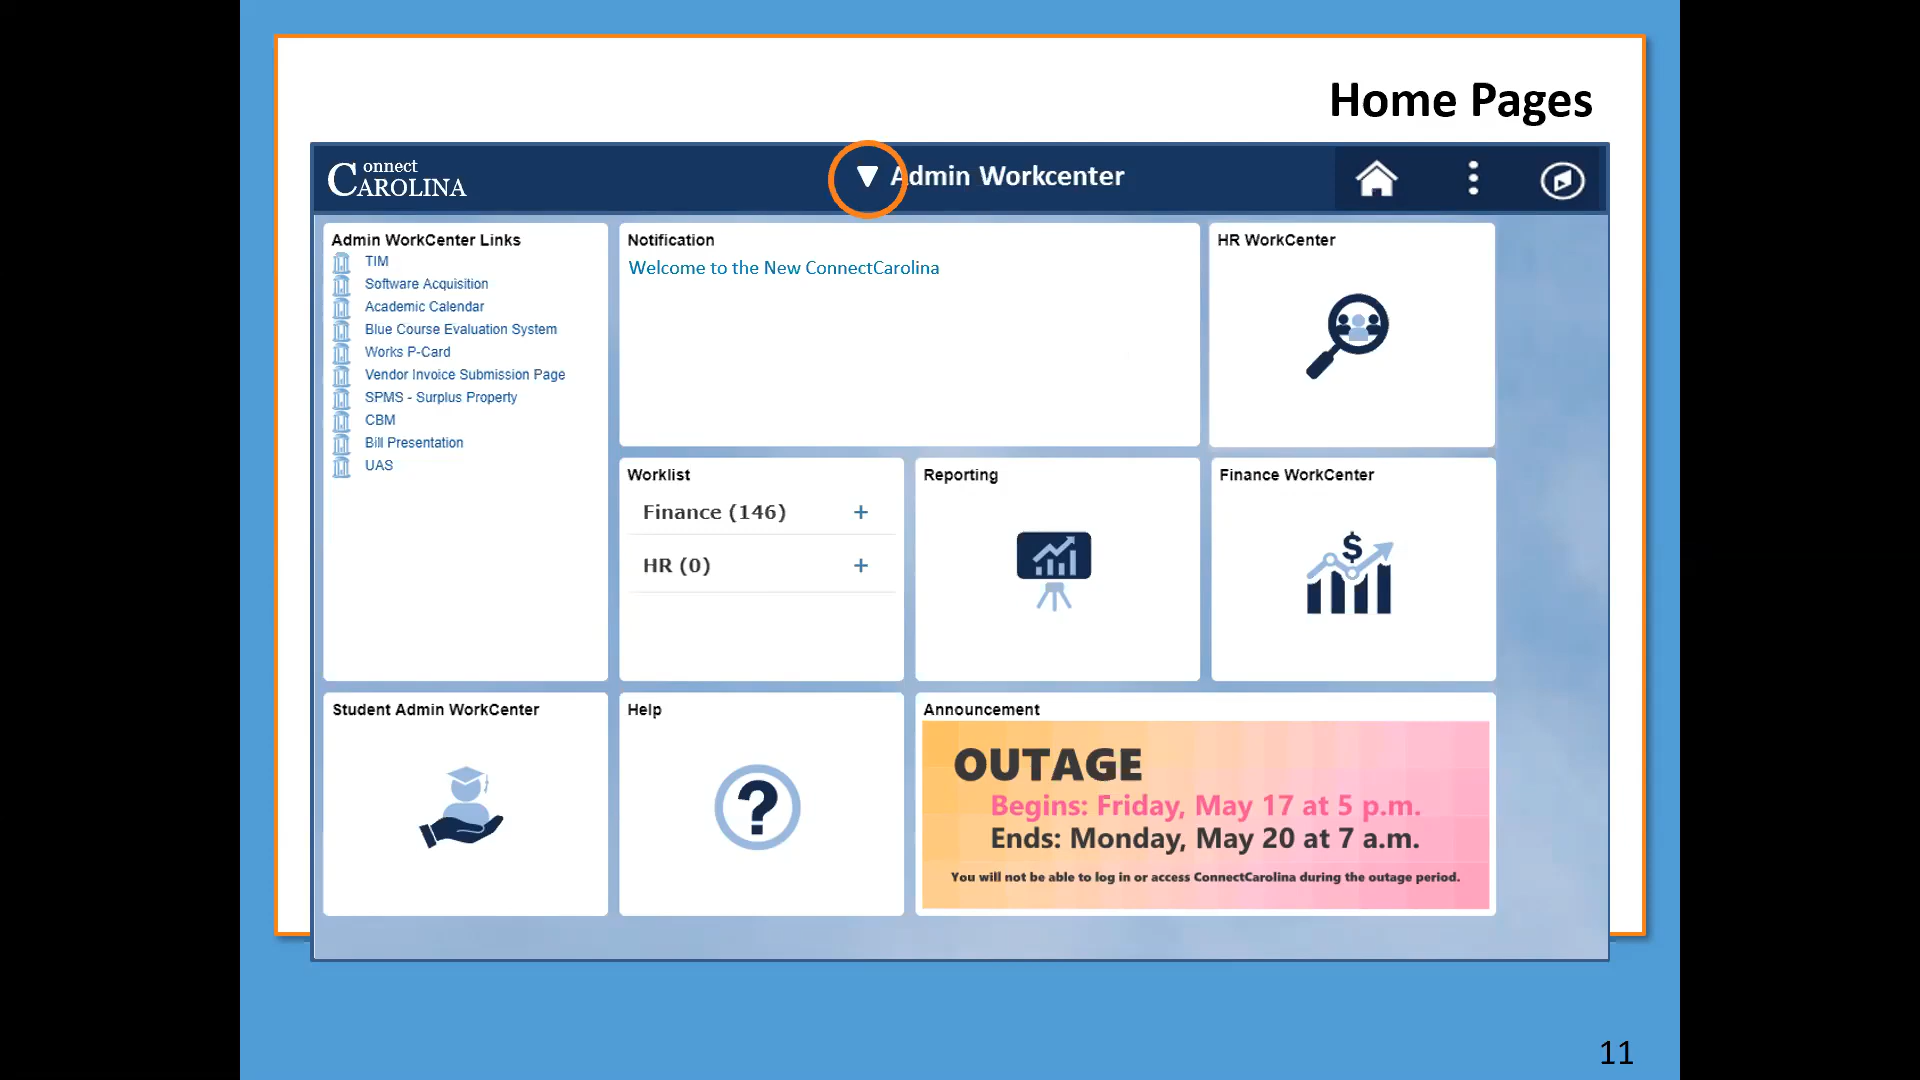 Home Pages
Connect
CAROLINA
Admin Workcenter
Admin WorkCenter Links
TIM
Software Acquisition
Academic Calendar
Blue Course Evaluation System
Works P-Card
Vendor Invoice Submission Page
SPMS - Surplus Property
CBM
Bill Presentation
UAS
Notification
Welcome to the New ConnectCarolina
HR WorkCenter
Worklist
Finance (146) +
HR (0) +
Reporting
Finance WorkCenter
$
Student Admin WorkCenter
Help
?
Announcement
OUTAGE
Begins: Friday, May 17 at 5 p.m.
Ends: Monday, May 20 at 7 a.m.
You will not be able to log in or access ConnectCarolina during the outage period.
11